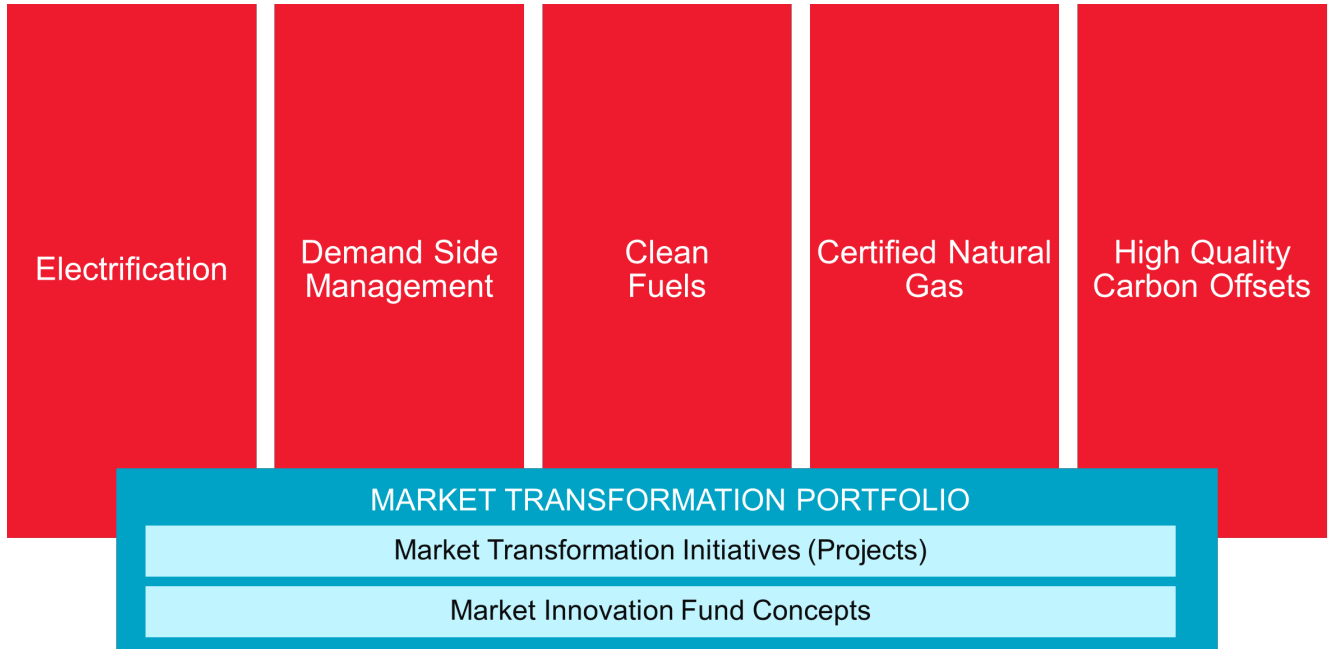 Electrification
Demand Side
Management
Clean
Fuels
Certified Natural
Gas
High Quality
Carbon Offsets
MARKET TRANSFORMATION PORTFOLIO
Market Transformation Initiatives (Projects)
Market Innovation Fund Concepts